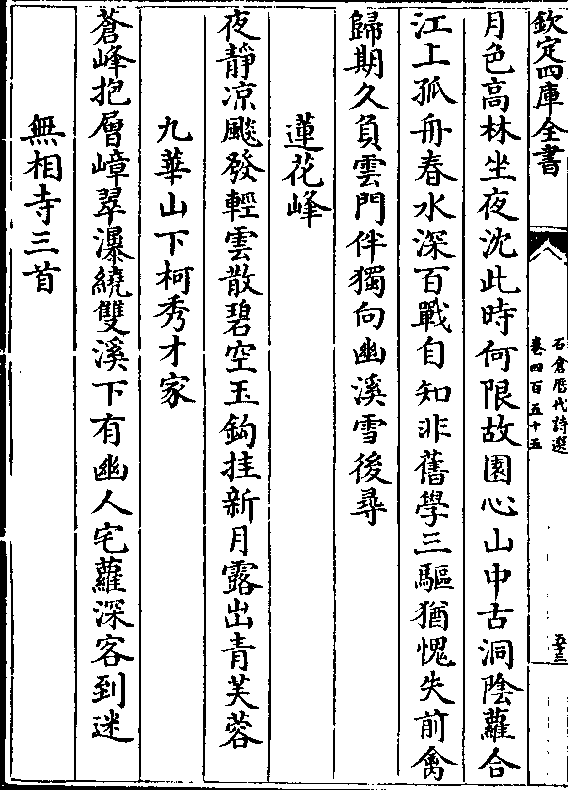 欽定四庫全書
石倉歷代詩選
卷四百五十五
五十三
月色高林坐夜沈此時何限故園心山中古洞陰蘿合
江上孤舟春水深百戰自知非舊學三驅猶愧失前禽
歸期久負雲門伴獨向幽溪雪後尋
蓮花峰
夜靜凉颷發輕雲散碧空玉鈎挂新月露出青芙蓉
九華山下柯秀才家
蒼峰抱層嶂翠瀑繞雙溪下有幽人宅蘿深客到迷
無相寺三首